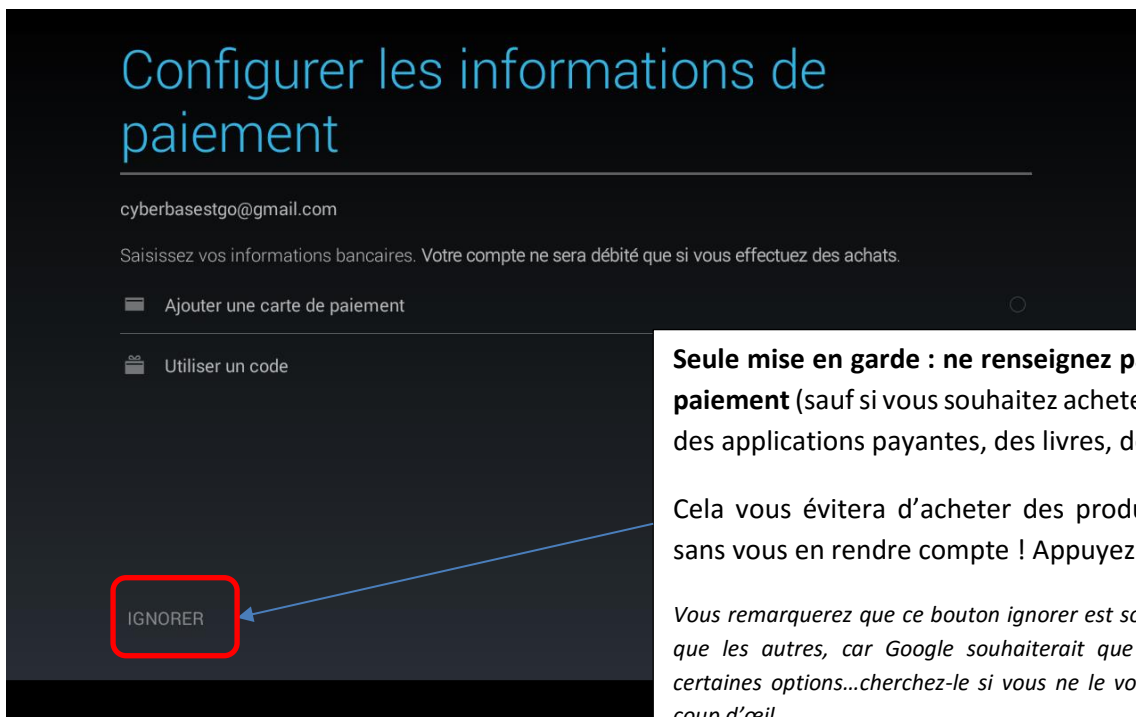 Configurer les informations de
paiement
cyberbasestgo@gmail.com
Saisissez vos informations bancaires. Votre compte ne sera débité que si vous effectuez des achats.
Ajouter une carte de paiement
Utiliser un code
IGNORER
Seule mise en garde : ne renseignez
paiement (sauf si vous souhaitez
des applications payantes, des livres,
Cela vous évitera d’acheter des
sans vous en rendre compte ! Appuyez
Vous remarquerez que ce bouton ignorer est
que les autres, car Google souhaiterait que
certaines options…cherchez-le si vous ne le
coup d’œil